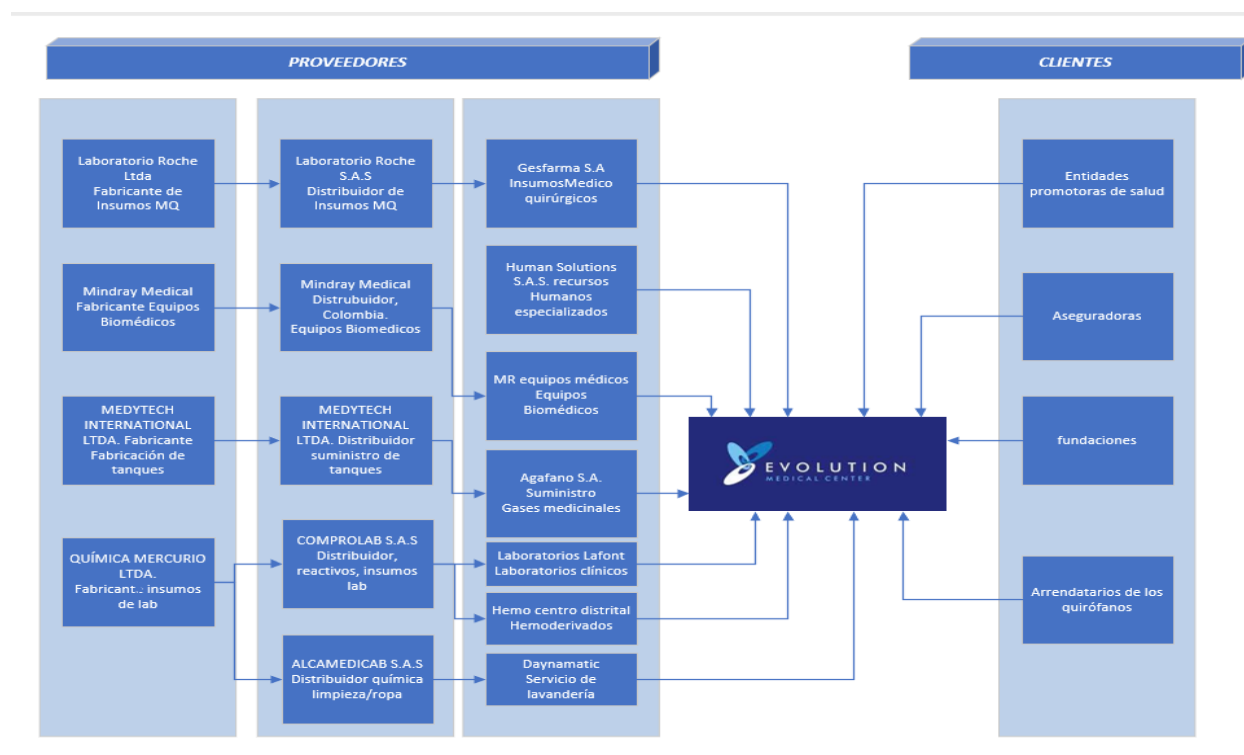 PROVEEDORES
CLIENTES
Laboratorio Roche
Ltda
Fabricante de
Insumos MQ
Laboratorio Roche
S.A.S
Distribuidor de
Insumos MQ
Gesfarma S.A
InsumosMedico
quirúrgicos
Entidades
promotoras de salud
Human Solutions
S.A.S. recursos
Humanos
especializados
Mindray Medical
Fabricante Equipos
Biomédicos
Mindray Medical
Distrubuidor,
Colombia.
Equipos Biomedicos
Aseguradoras
MR equipos médicos
Equipos
Biomédicos
MEDYTECH
INTERNATIONAL
LTDA. Fabricante
Fabricación de
tanques
MEDYTECH
INTERNATIONAL
LTDA. Distribuidor
suministro de
tanques
fundaciones
EVOLUTION
MEDICAL CENTER
Agafano S.A.
Suministro
Gases medicinales
QUÍMICA MERCURIO
LTDA.
Fabricant.: insumos
de lab
COMPROLAB S.A.S
Distribuidor,
reactivos, insumos
lab
Laboratorios Lafont
Laboratorios clínicos
Hemo centro distrital
Hemoderivados
Arrendatarios de los
quirófanos
ALCAMEDICAB S.A.S
Distribuidor química
limpieza/ropa
Daynamatic
Servicio de
lavandería